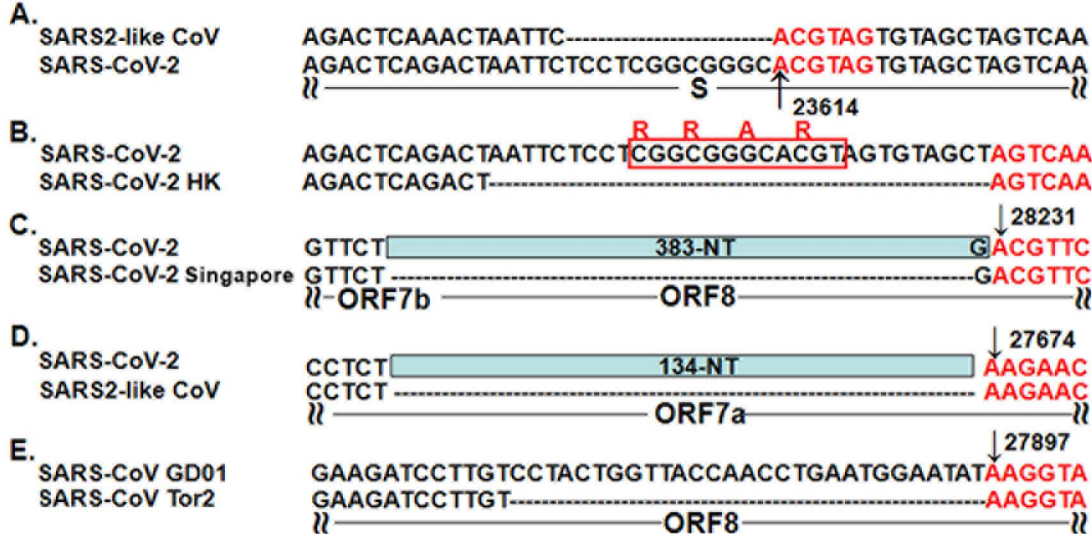 A.
SARS2-like CoV AGACTCAAACTAATTC----------------------ACGTAGTGTAGCTAGTCAA
SARS-CoV-2 AGACTCAGACTAATTCTCCTCGGCGGGCACGTAGTGTAGCTAGTCAA
S
23614
B.
R R A R
SARS-CoV-2 AGACTCAGACTAATTCTCCTCGGCGGGCACGTAGTGTAGCTAGTCAA
SARS-CoV-2 HK AGACTCAGACT--------------------------------------------------AGTCAA
C.
28231
SARS-CoV-2 GTTCT 383-NT GACGTTC
SARS-CoV-2 Singapore GTTCT------------------------------------------------------------GACGTTC
ORF7b ORF8
D.
27674
SARS-CoV-2 CCTCT 134-NT AAGAAC
SARS2-like CoV CCTCT------------------------------------------------------------AAGAAC
ORF7a
E.
27897
SARS-CoV GD01 GAAGATCCTTGTCCTACTGGTTACCAACCTGAATGGAATATAAGGTA
SARS-CoV Tor2 GAAGATCCTTGT------------------------------------------------AAGGTA
ORF8